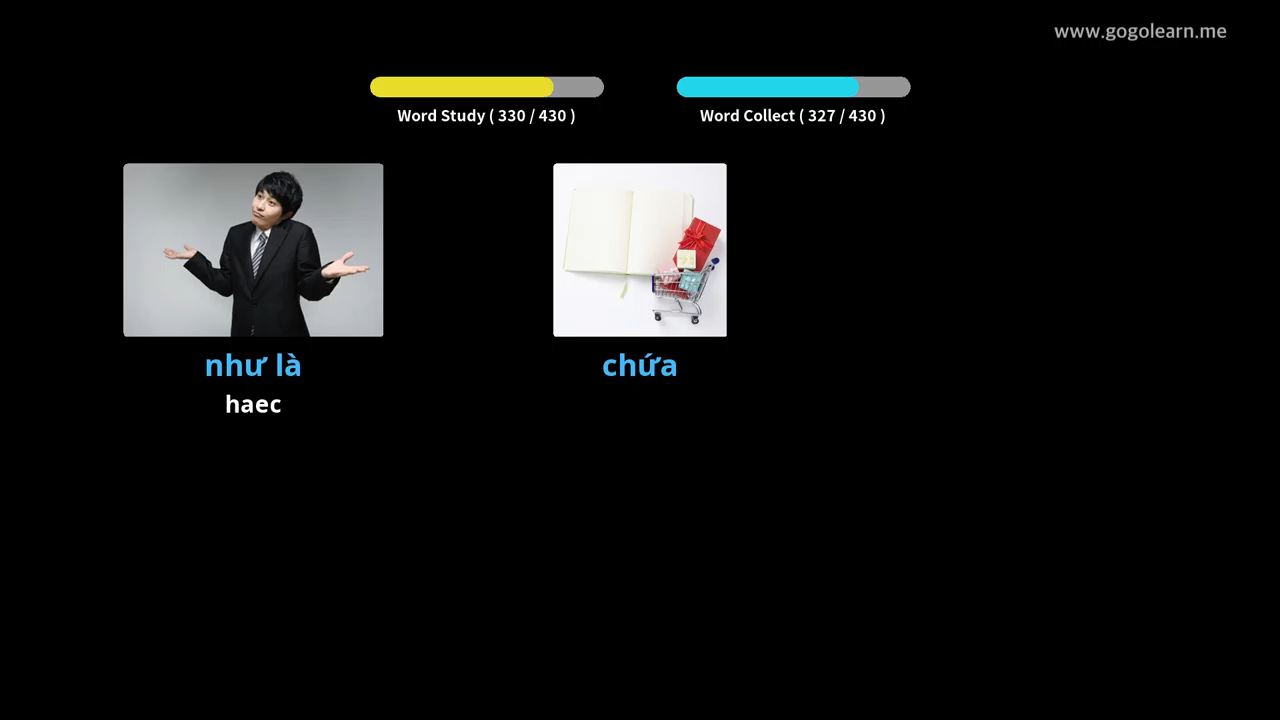 www.gogolearn.me
Word Study ( 330 / 430 )
Word Collect ( 327 / 430 )
như là
chứa
haec